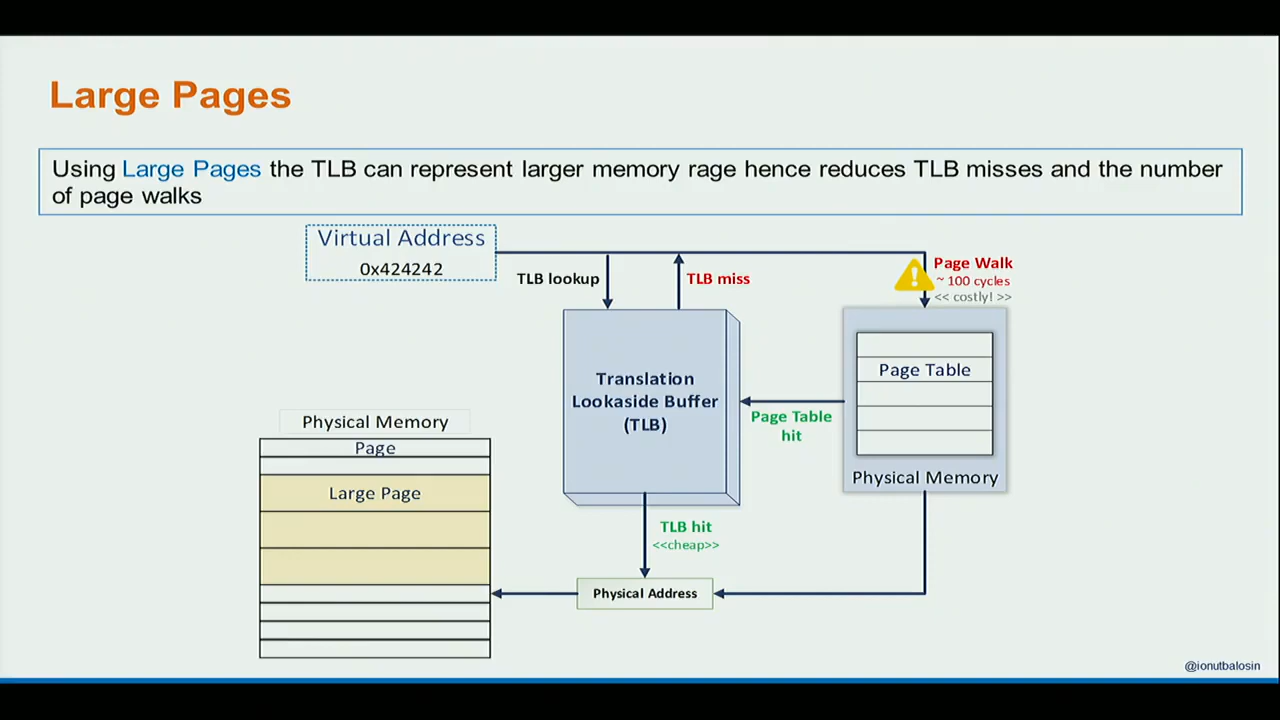 Large Pages
Using Large Pages the TLB can represent larger memory rage hence reduces TLB misses and the number
of page walks
Virtual Address
0x424242
TLB lookup
TLB miss
Page Walk
~ 100 cycles
<< costly! >>
Translation
Lookaside Buffer
(TLB)
Page Table
Page Table
hit
Physical Memory
Physical Memory
Page
Large Page
TLB hit
<<cheap>>
Physical Address
@ionutbalosin